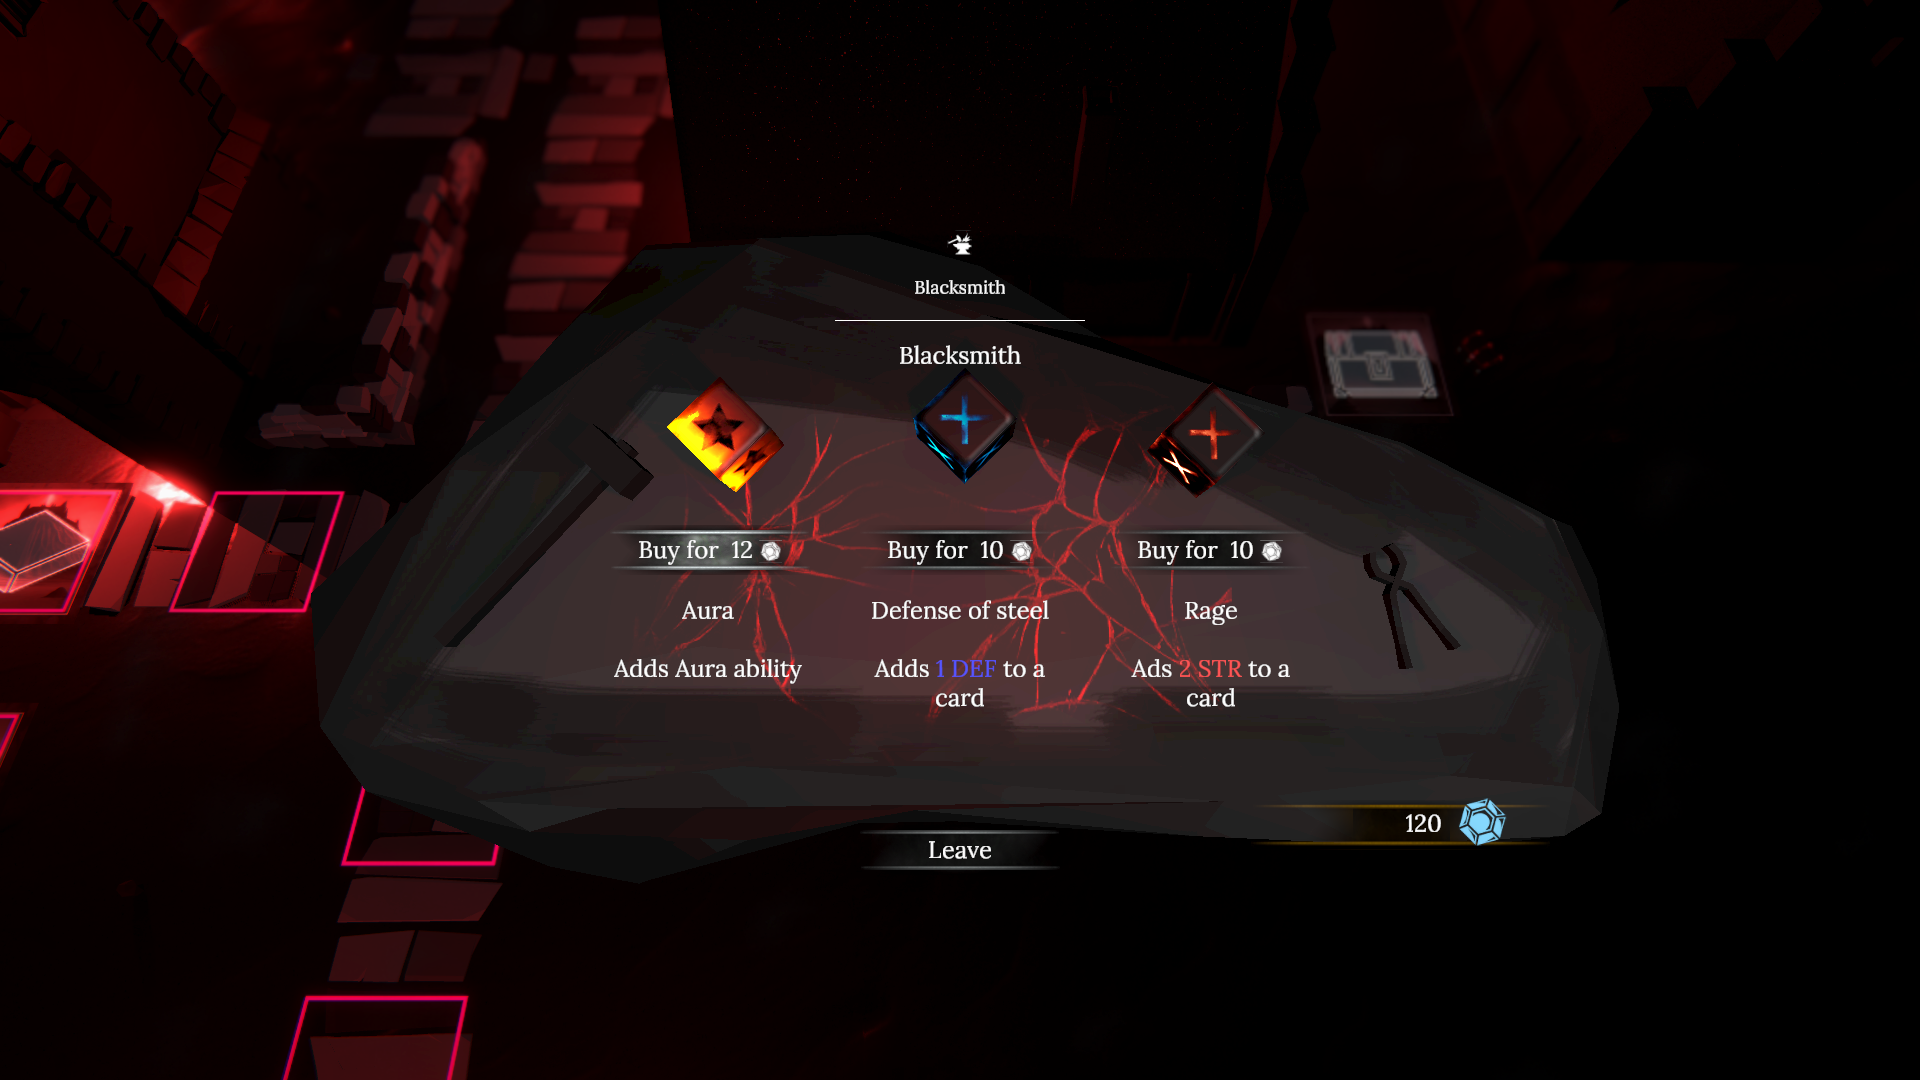 Blacksmith
Blacksmith
Buy for 12
Buy for 10
Buy for 10
Aura
Defense of steel
Rage
Adds Aura ability
Adds 1 DEF to a
card
Ads 2 STR to a
card
120
Leave